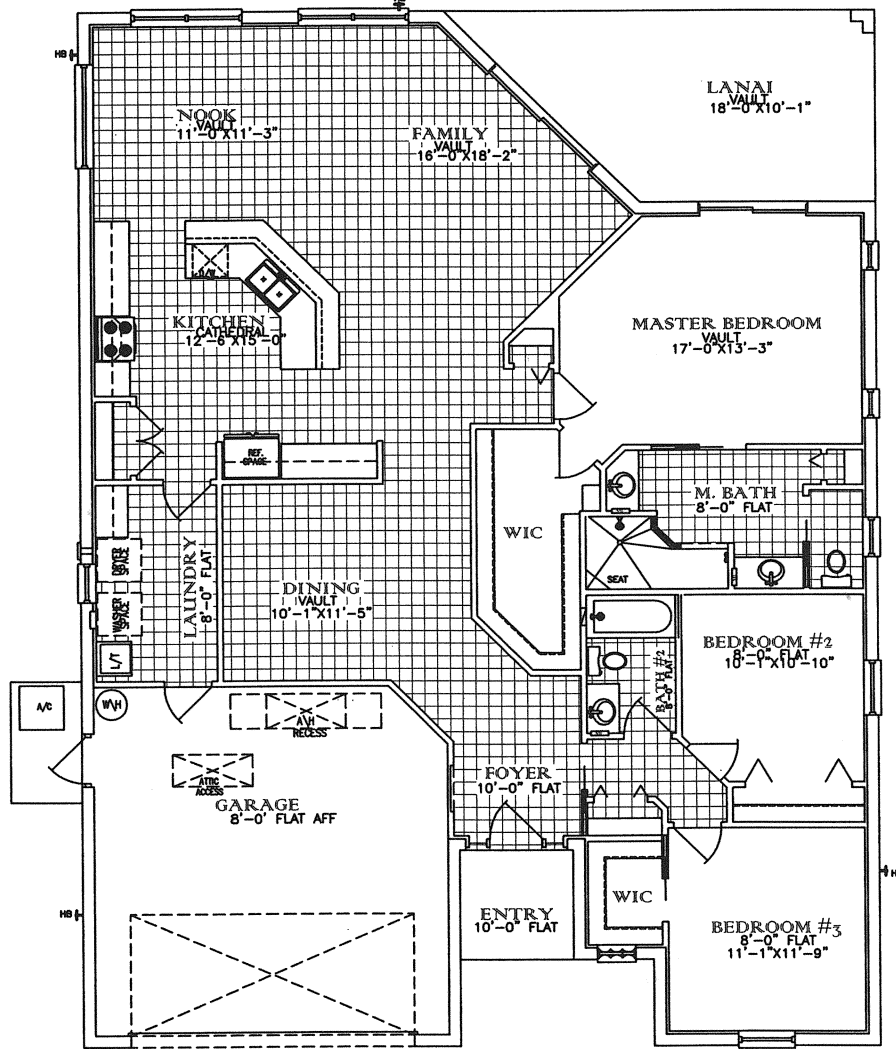 HB
LANAI
VAULT
18'-0"X10'-1"
NOOK
VAULT
11'-0"X11'-3"
FAMILY
VAULT
16'-0"X18'-2"
D/W
KITCHEN
CATHEDRAL
12'-6"X15'-0"
MASTER BEDROOM
VAULT
17'-0"X13'-3"
REF.
SPACE
M. BATH
8'-0" FLAT
WIC
SEAT
DRYER
SPACE
WASHER
SPACE
L/T
LAUNDRY
8'-0" FLAT
DINING
VAULT
10'-1"X11'-5"
BATH #2
8'-0" FLAT
BEDROOM #2
8'-0" FLAT
10'-1"X10'-10"
A/C
W\H
A\H
RECESS
ATTIC
ACCESS
GARAGE
8'-0' FLAT AFF
FOYER
10'-0" FLAT
HB
ENTRY
10'-0" FLAT
WIC
BEDROOM #3
8'-0" FLAT
11'-1"X11'-9"